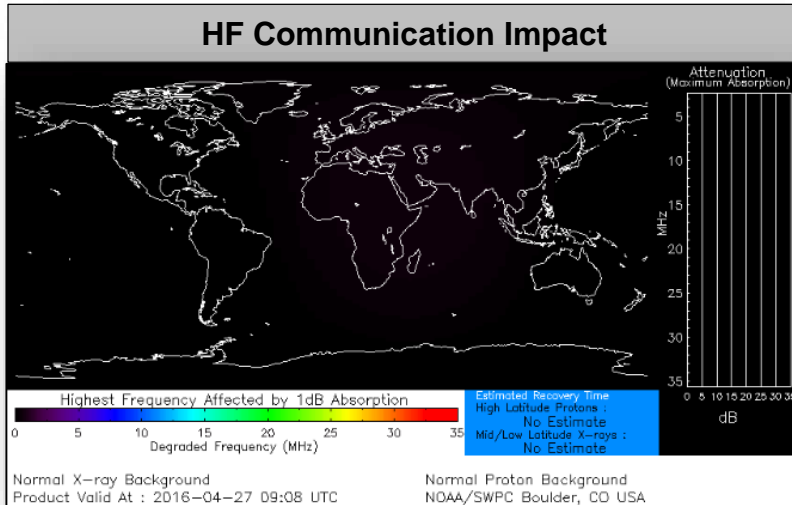 HF Communication Impact
Attenuation
(Maximum Absorption)
5
10
15
20
25
30
35
MHz
0 5 10 15 20 25 30 35
dB
Highest Frequency Affected by 1dB Absorption
0 5 10 15 20 25 30 35
Degraded Frequency (MHz)
Estimated Recovery Time
High Latitude Protons :
No Estimate
Mid/Low Latitude X-rays :
No Estimate
Normal X-ray Background
Normal Proton Background
Product Valid At : 2016-04-27 09:08 UTC
NOAA/SWPC Boulder, CO USA